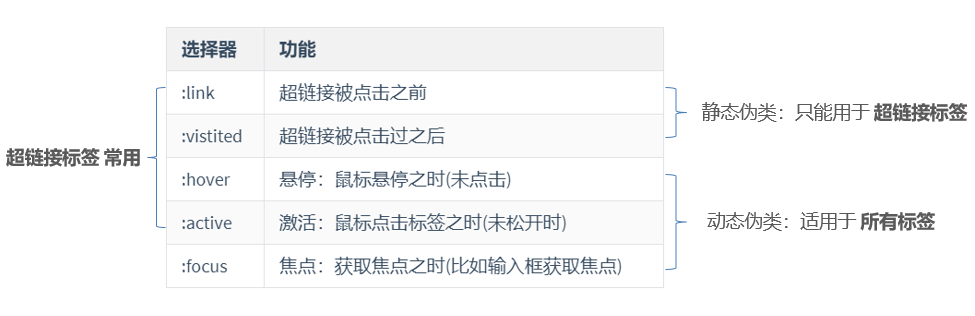 选择器 功能
:link 超链接被点击之前
:vistited 超链接被点击过之后
:hover 悬停：鼠标悬停之时(未点击)
:active 激活：鼠标点击标签之时(未松开时)
:focus 焦点：获取焦点之时(比如输入框获取焦点)
超链接标签 常用
静态伪类：只能用于 超链接标签
动态伪类：适用于 所有标签